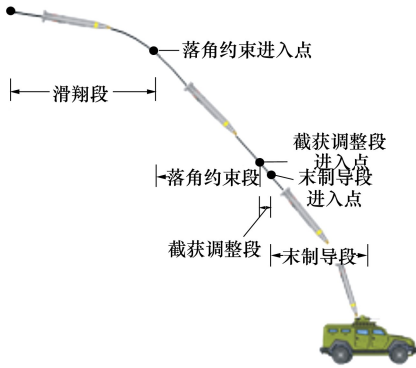 落角约束进入点
滑翔段
截获调整段
进入点
落角约束段
末制导段
进入点
截获调整段
末制导段